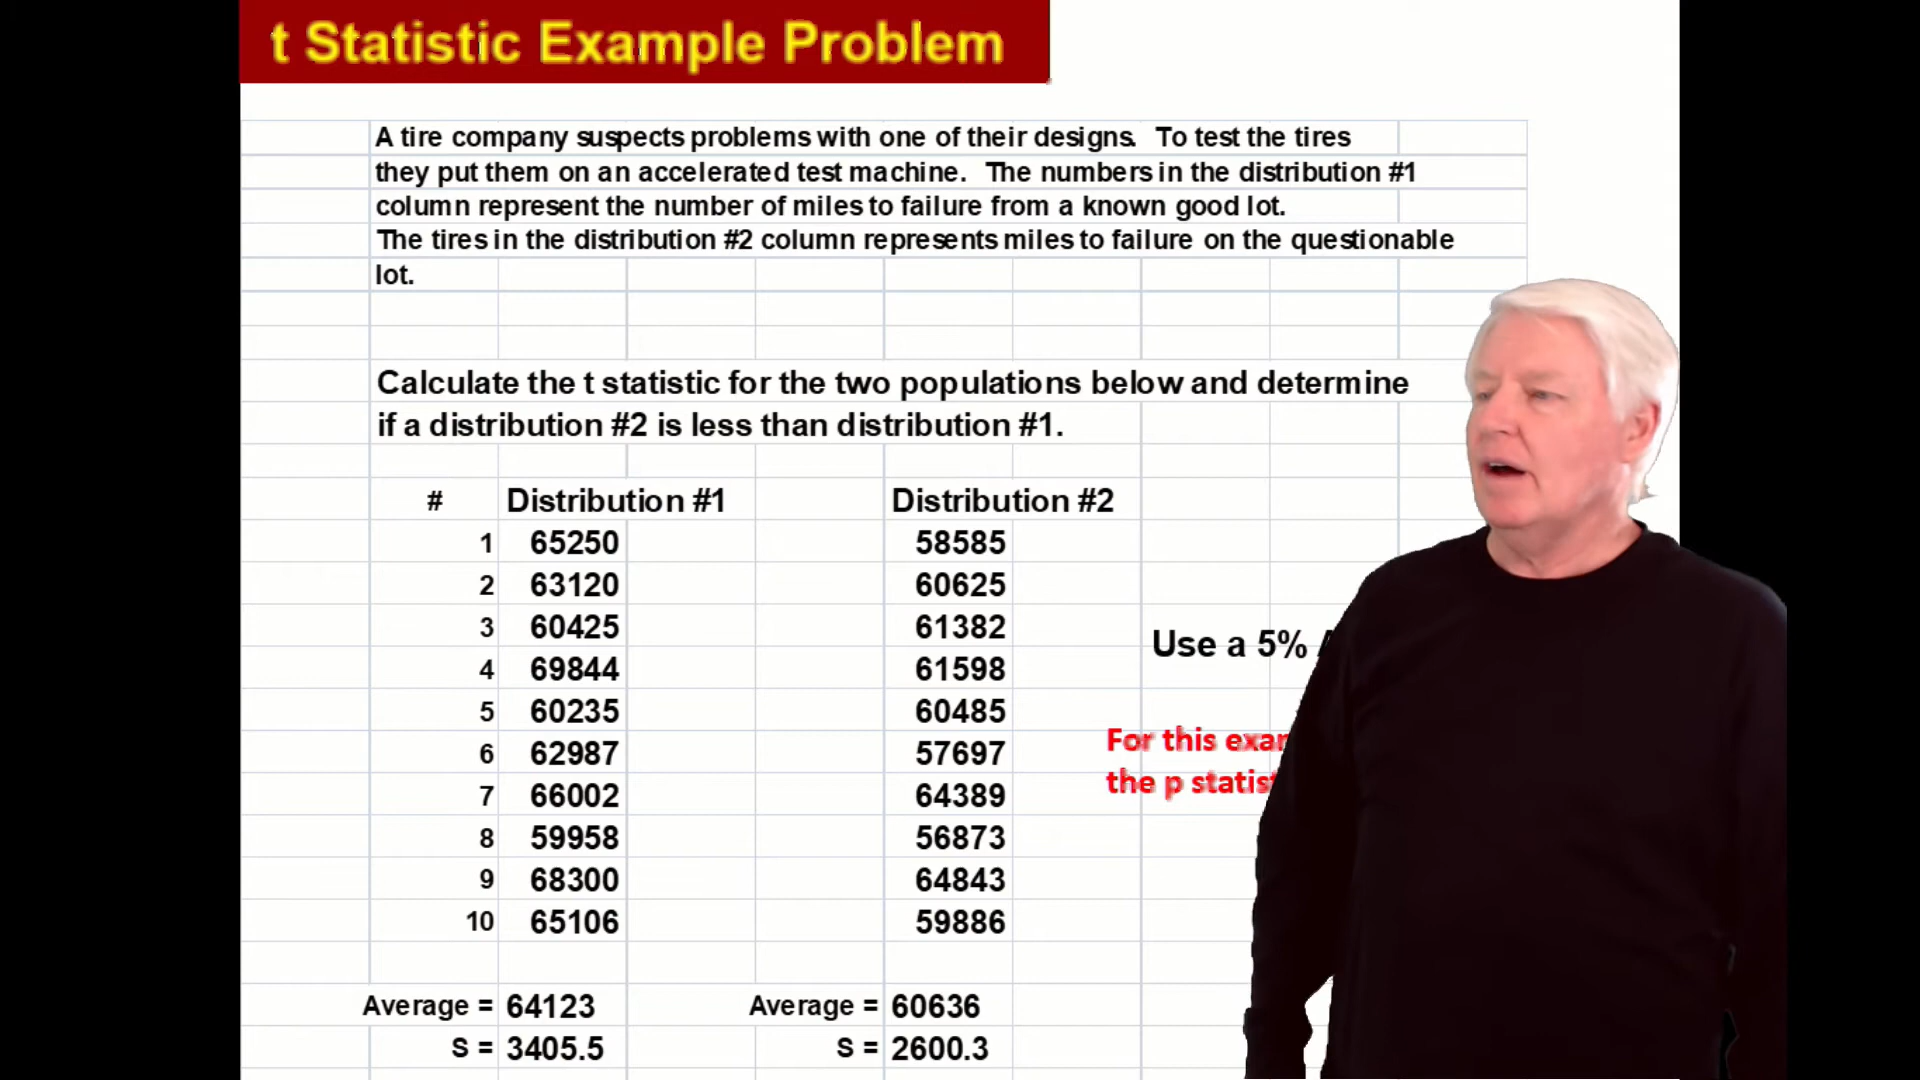 t Statistic Example Problem
A tire company suspects problems with one of their designs. To test the tires
they put them on an accelerated test machine. The numbers in the distribution #1
column represent the number of miles to failure from a known good lot.
The tires in the distribution #2 column represents miles to failure on the questionable
lot.
Calculate the t statistic for the two populations below and determine
if a distribution #2 is less than distribution #1.
# Distribution #1 Distribution #2
1 65250 58585
2 63120 60625
3 60425 61382
4 69844 61598
5 60235 60485
6 62987 57697
7 66002 64389
8 59958 56873
9 68300 64843
10 65106 59886
Use a 5%
For this
the p
Average = 64123 Average = 60636
S = 3405.5 S = 2600.3